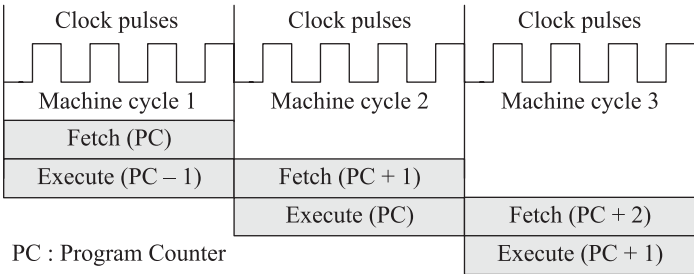 Clock pulses Clock pulses Clock pulses
Machine cycle 1 Machine cycle 2 Machine cycle 3
Fetch (PC)
Execute (PC – 1) Fetch (PC + 1)
Execute (PC) Fetch (PC + 2)
PC : Program Counter Execute (PC + 1)